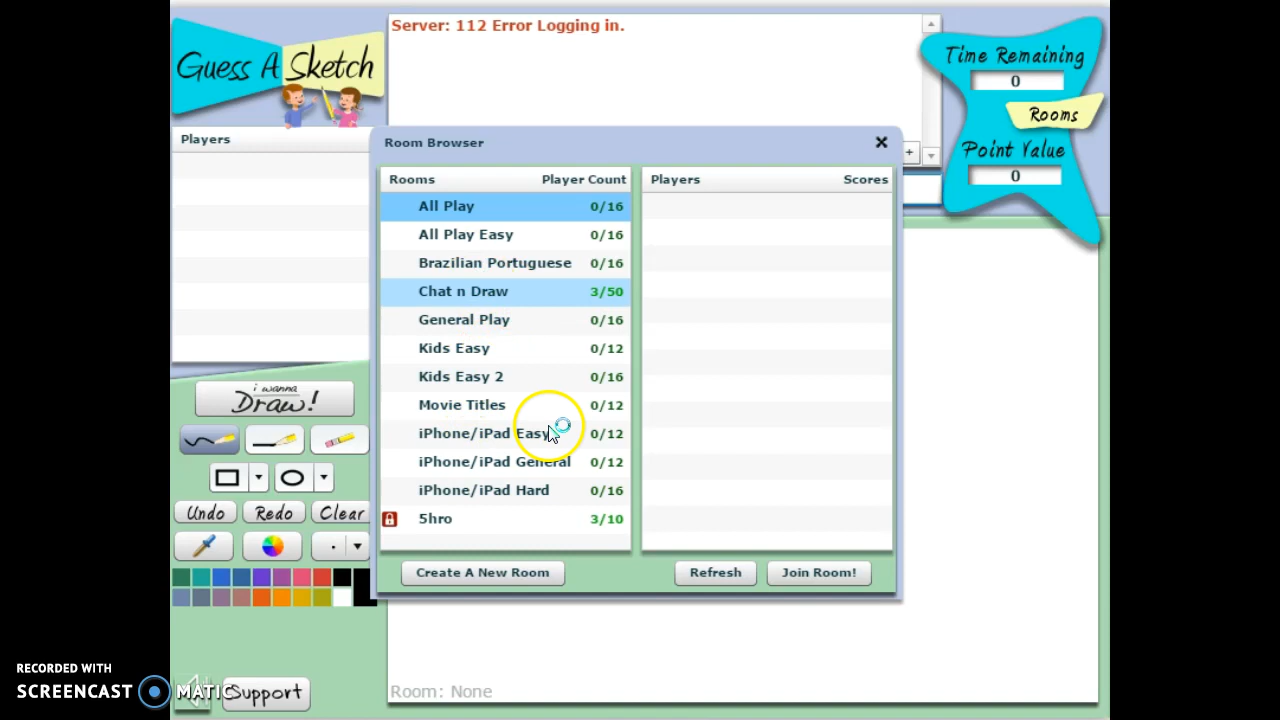 Guess A Sketch
Server: 112 Error Logging in.
Time Remaining
0
Rooms
Point Value
0
Players
Room Browser
Rooms Player Count
All Play 0/16
All Play Easy 0/16
Brazilian Portuguese 0/16
Chat n Draw 3/50
General Play 0/16
Kids Easy 0/12
Kids Easy 2 0/16
Movie Titles 0/12
iPhone/iPad Easy 0/12
iPhone/iPad General 0/12
iPhone/iPad Hard 0/16
5hro 3/10
Players Scores
Create A New Room
Refresh
Join Room!
i wanna
Draw!
Undo Redo Clear
Support
Room: None
RECORDED WITH
SCREENCAST MATIC